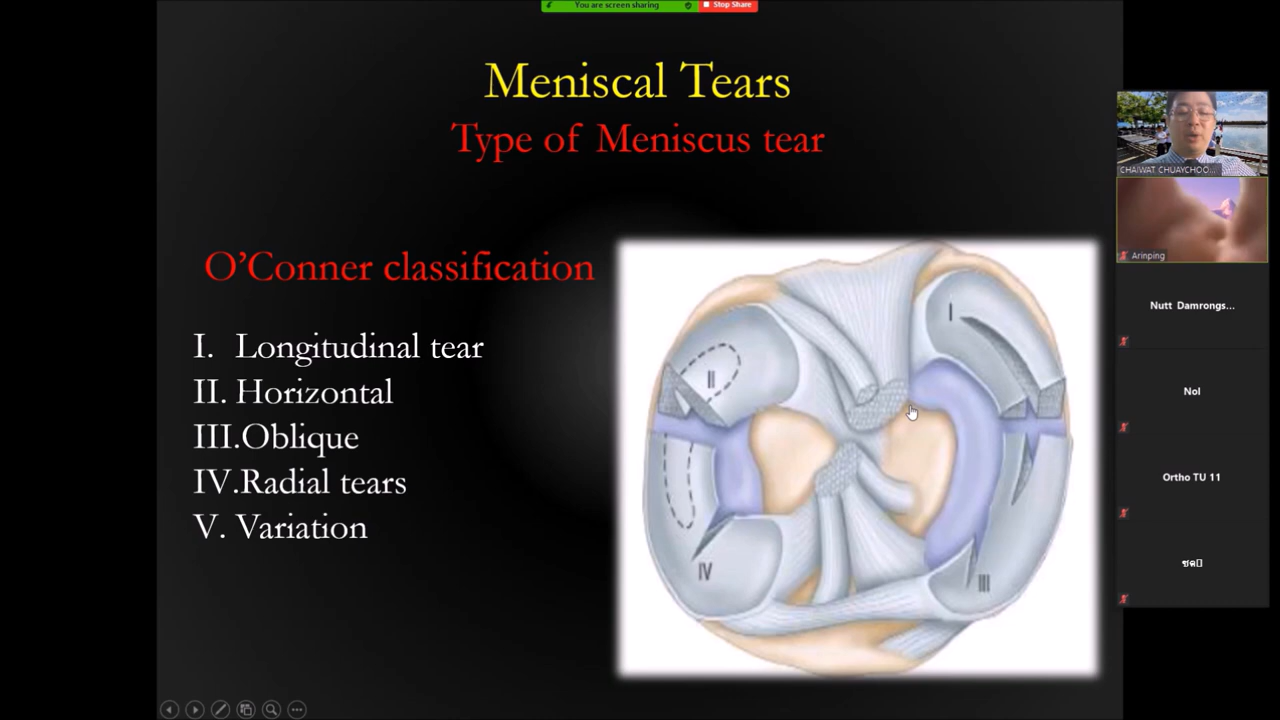 You are screen sharing
Stop Share
Meniscal Tears
Type of Meniscus tear
O’Conner classification
I. Longitudinal tear
II. Horizontal
III.Oblique
IV.Radial tears
V. Variation
I
II
III
IV
CHAIWAT CHUAYCHOO...
Arinping
Nutt Damrongs...
Nol
Ortho TU 11